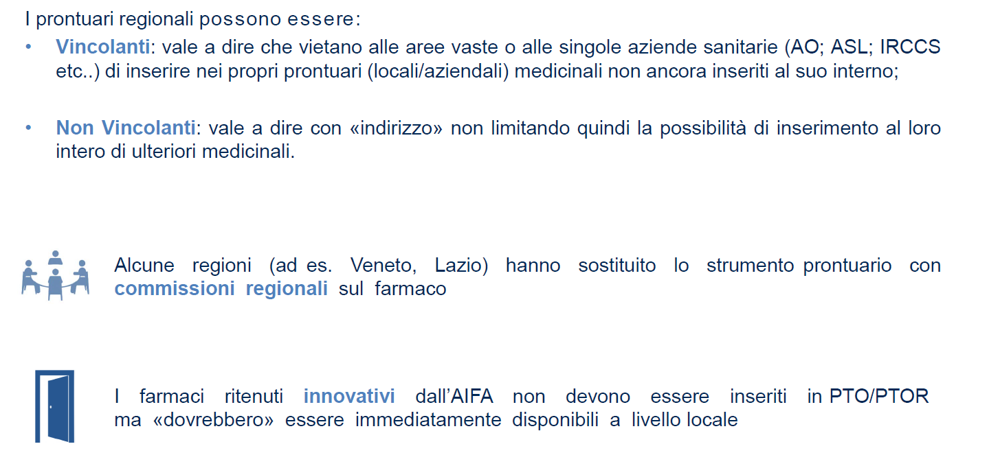 I prontuari regionali possono essere:
• Vincolanti: vale a dire che vietano alle aree vaste o alle singole aziende sanitarie (AO; ASL; IRCCS
etc..) di inserire nei propri prontuari (locali/aziendali) medicinali non ancora inseriti al suo interno;
• Non Vincolanti: vale a dire con «indirizzo» non limitando quindi la possibilità di inserimento al loro
intero di ulteriori medicinali.
Alcune regioni (ad es. Veneto, Lazio) hanno sostituito lo strumento prontuario con
commissioni regionali sul farmaco
I farmaci ritenuti innovativi dall’AIFA non devono essere inseriti in PTO/PTOR
ma «dovrebbero» essere immediatamente disponibili a livello locale